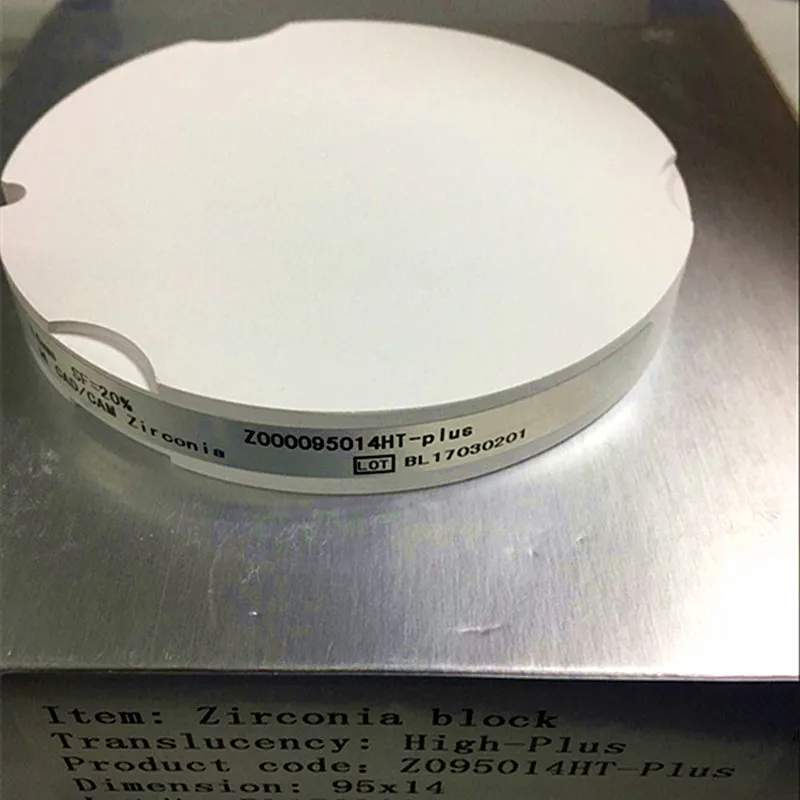 SF=20%
CAD/CAM Zirconia
Z000095014HT-plus
LOT BL17030201
Item: Zirconia block
Translucency: High-Plus
Product code: Z095014HT-Plus
Dimension: 95x14